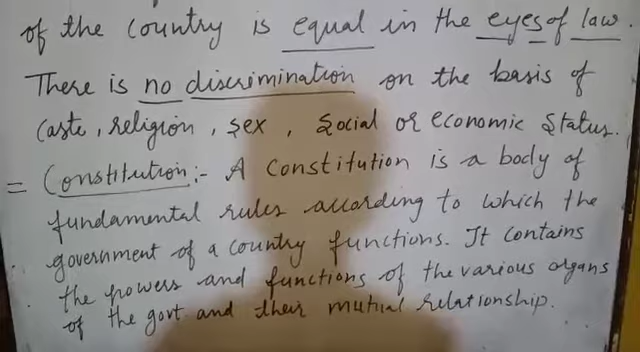 of the country is equal in the eyes of law.
There is no discrimination on the basis of
Caste, religion, sex, Social or economic Status.
= Constitution:- A Constitution is a body of
fundamental rules according to which the
government of a country functions. It contains
the powers and functions of the various organs
of the govt. and their mutual relationship.